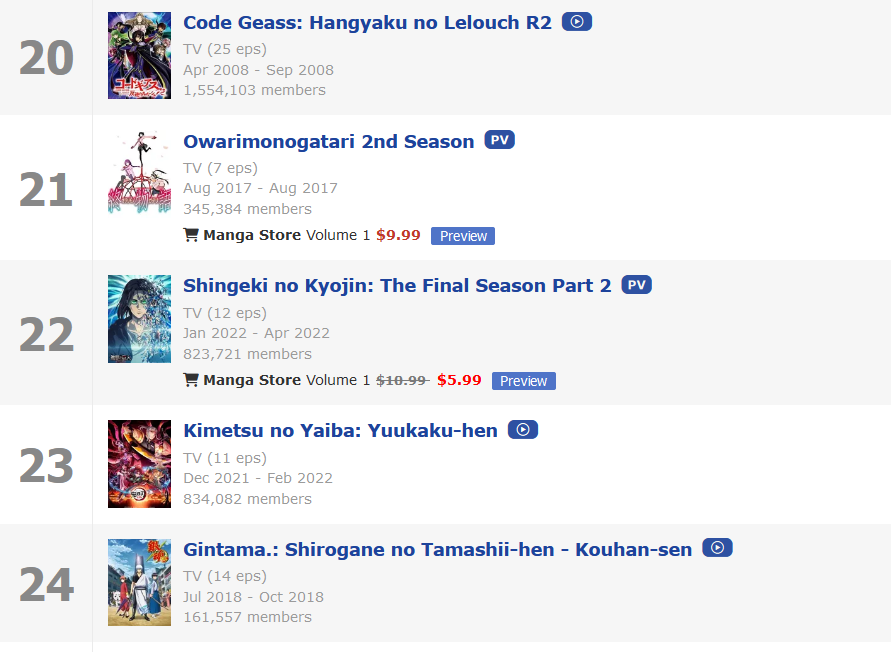 20
Code Geass: Hangyaku no Lelouch R2
TV (25 eps)
Apr 2008 - Sep 2008
1,554,103 members
21
Owarimonogatari 2nd Season PV
TV (7 eps)
Aug 2017 - Aug 2017
345,384 members
Manga Store Volume 1 $9.99 Preview
22
Shingeki no Kyojin: The Final Season Part 2 PV
TV (12 eps)
Jan 2022 - Apr 2022
823,721 members
Manga Store Volume 1 $10.99 $5.99 Preview
23
Kimetsu no Yaiba: Yuukaku-hen
TV (11 eps)
Dec 2021 - Feb 2022
834,082 members
24
Gintama.: Shirogane no Tamashii-hen - Kouhan-sen
TV (14 eps)
Jul 2018 - Oct 2018
161,557 members